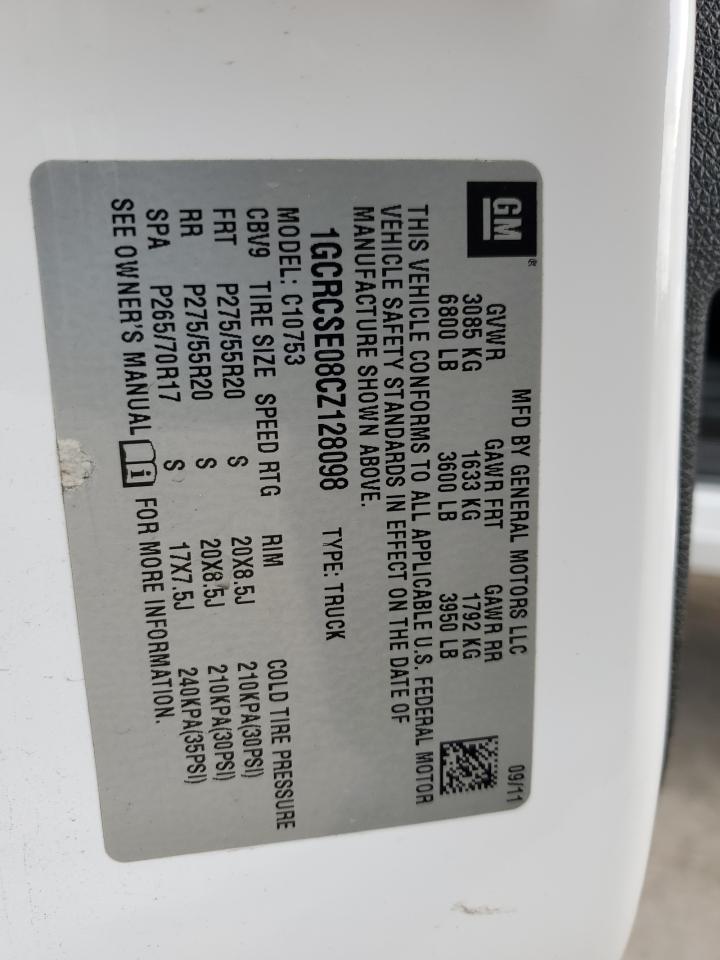 GM®
MFD BY GENERAL MOTORS LLC 09/11
GVWR GAWR FRT GAWR RR
3085 KG 1633 KG 1792 KG
6800 LB 3600 LB 3950 LB
THIS VEHICLE CONFORMS TO ALL APPLICABLE U.S. FEDERAL MOTOR
VEHICLE SAFETY STANDARDS IN EFFECT ON THE DATE OF
MANUFACTURE SHOWN ABOVE.
1GCRCSE08CZ128098 TYPE: TRUCK
MODEL: C10753
CBV9 TIRE SIZE SPEED RTG RIM COLD TIRE PRESSURE
FRT P275/55R20 S 20X8.5J 210KPA(30PSI)
RR P275/55R20 S 20X8.5J 210KPA(30PSI)
SPA P265/70R17 S 17X7.5J 240KPA(35PSI)
SEE OWNER'S MANUAL i FOR MORE INFORMATION.